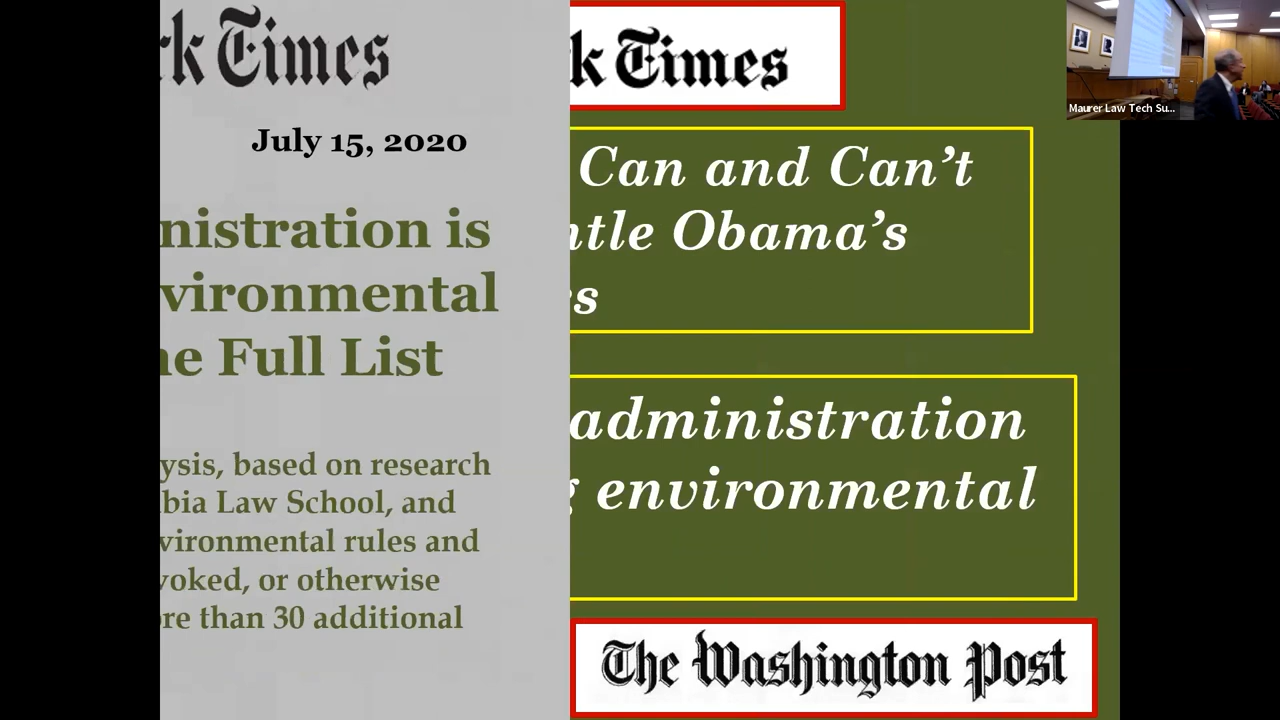 rk Times
July 15, 2020
nistration is
vironmental
e Full List
ysis, based on research
bia Law School, and
vironmental rules and
voked, or otherwise
re than 30 additional
k Times
Can and Can’t
ntle Obama’s
s
administration
g environmental
The Washington Post
Maurer Law Tech Su...